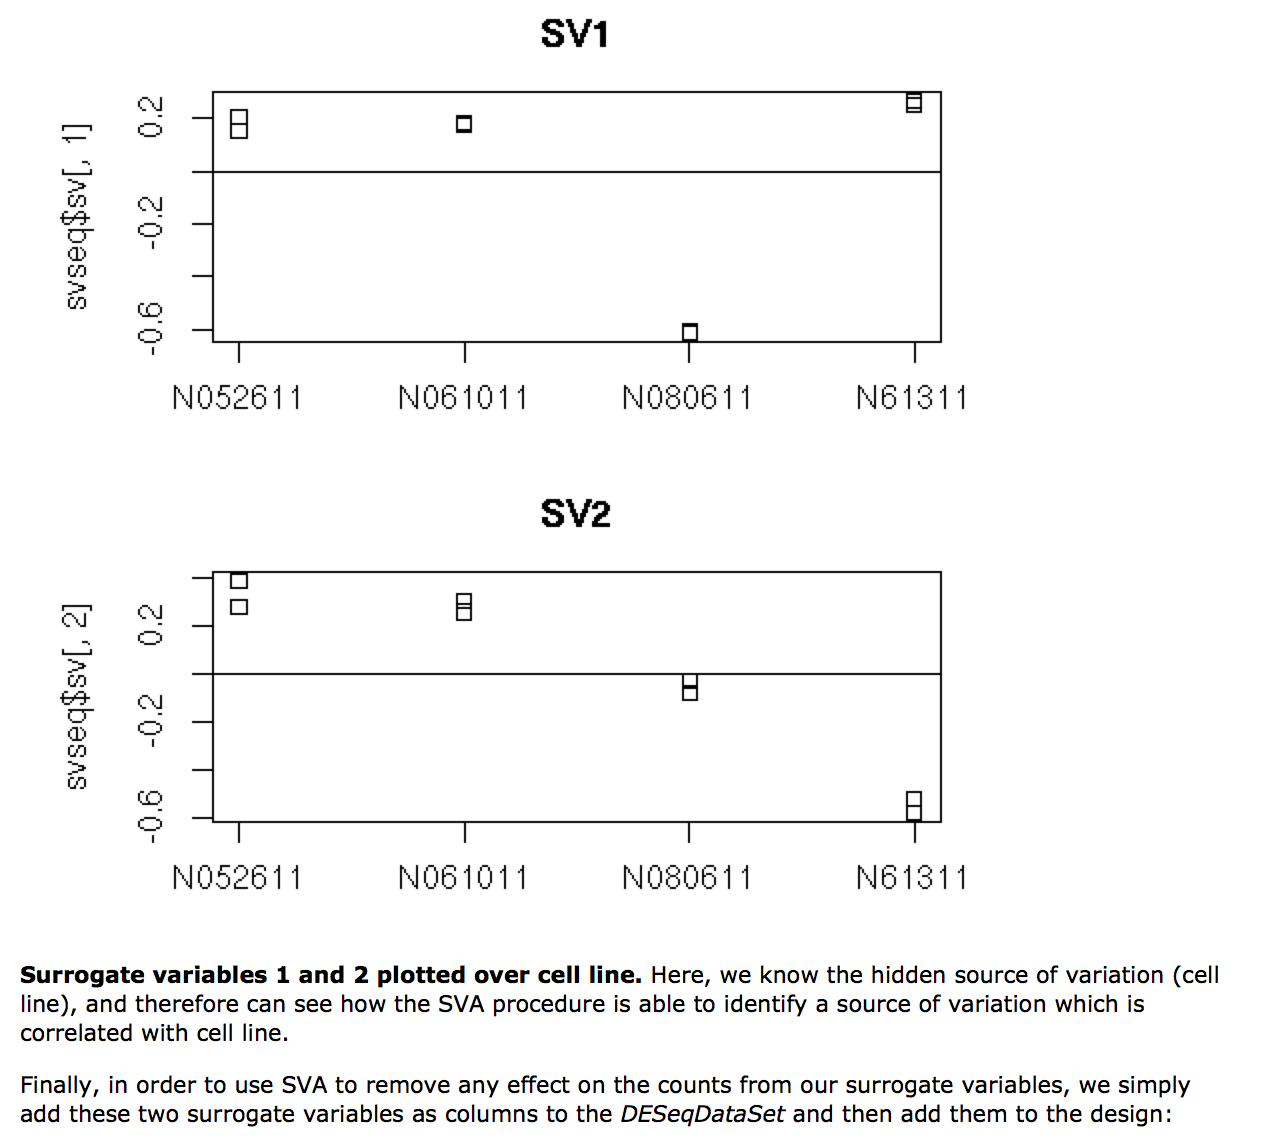 SV1
svseq$sv[, 1]
0.2
-0.2
-0.6
N052611 N061011 N080611 N61311
SV2
svseq$sv[, 2]
0.2
-0.2
-0.6
N052611 N061011 N080611 N61311
Surrogate variables 1 and 2 plotted over cell line. Here, we know the hidden source of variation (cell
line), and therefore can see how the SVA procedure is able to identify a source of variation which is
correlated with cell line.
Finally, in order to use SVA to remove any effect on the counts from our surrogate variables, we simply
add these two surrogate variables as columns to the DESeqDataSet and then add them to the design: